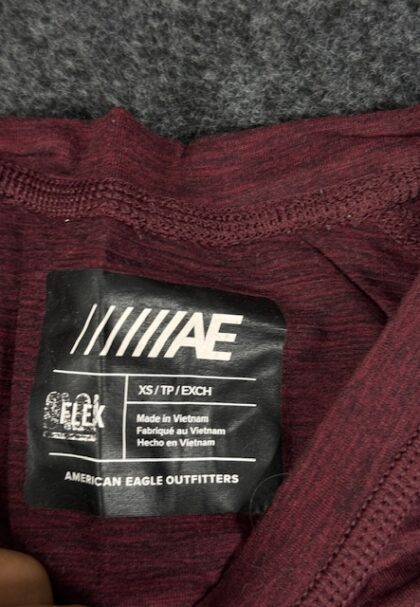 AE
XS / TP / EXCH
FLEX
Made in Vietnam
Fabriqué au Vietnam
Hecho en Vietnam
AMERICAN EAGLE OUTFITTERS